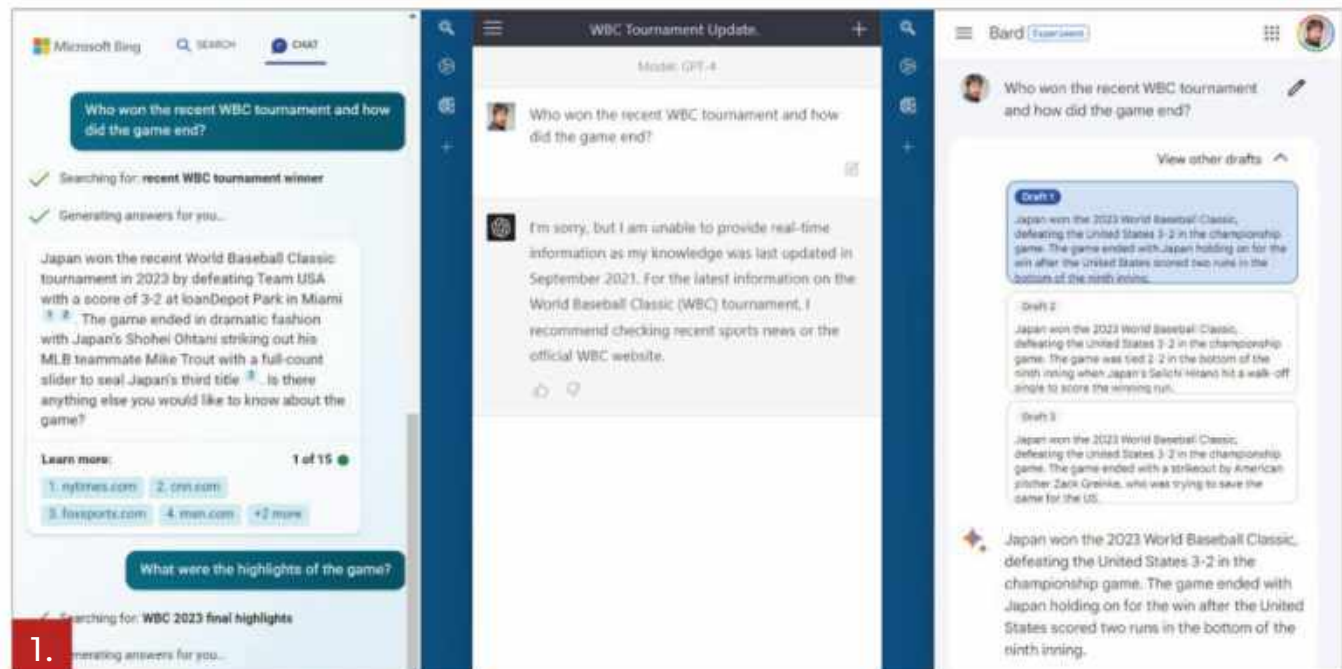 Microsoft Bing
SEARCH
CHAT
Who won the recent WBC tournament and how
did the game end?
Searching for: recent WBC tournament winner
Generating answers for you...
Japan won the recent World Baseball Classic
tournament in 2023 by defeating Team USA
with a score of 3-2 at loanDepot Park in Miami
1 2 . The game ended in dramatic fashion
with Japan's Shohei Ohtani striking out his
MLB teammate Mike Trout with a full-count
slider to seal Japan's third title 3 . Is there
anything else you would like to know about the
game?
Learn more:
1 of 15
1. nytimes.com 2. cnn.com
3. foxsports.com 4. msn.com +2 more
What were the highlights of the game?
Searching for: WBC 2023 final highlights
Generating answers for you...
1.
WBC Tournament Update.
Model: GPT-4
Who won the recent WBC tournament and how
did the game end?
I'm sorry, but I am unable to provide real-time
information as my knowledge was last updated in
September 2021. For the latest information on the
World Baseball Classic (WBC) tournament, I
recommend checking recent sports news or the
official WBC website.
Bard Experiment
Who won the recent WBC tournament
and how did the game end?
View other drafts
Draft 1
Japan won the 2023 World Baseball Classic,
defeating the United States 3-2 in the championship
game. The game ended with Japan holding on for the
win after the United States scored two runs in the
bottom of the ninth inning.
Draft 2
Japan won the 2023 World Baseball Classic,
defeating the United States 3-2 in the championship
game. The game was tied 2-2 in the bottom of the
ninth inning when Japan's Seiichi Hirano hit a walk-off
single to score the winning run.
Draft 3
Japan won the 2023 World Baseball Classic,
defeating the United States 3-2 in the championship
game. The game ended with a strikeout by American
pitcher Zack Greinke, who was trying to save the
game for the US.
Japan won the 2023 World Baseball Classic,
defeating the United States 3-2 in the
championship game. The game ended with
Japan holding on for the win after the United
States scored two runs in the bottom of the
ninth inning.